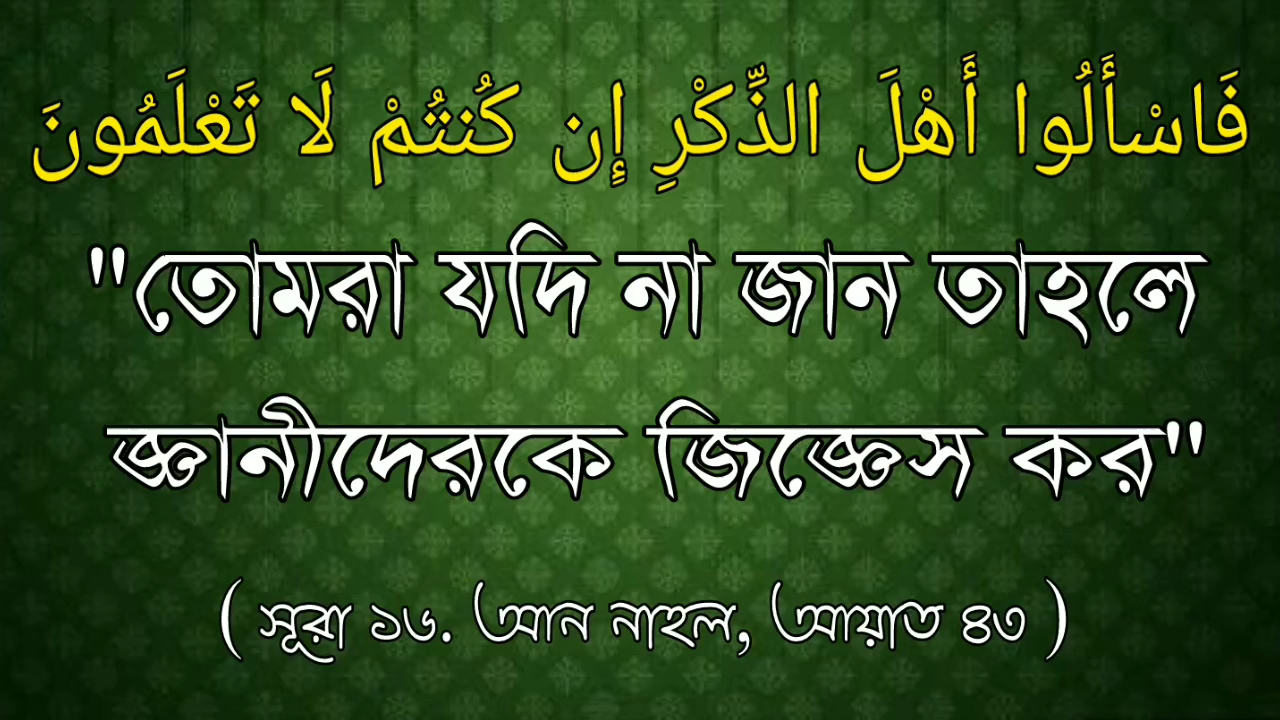 فَاسْأَلُوا أَهْلَ الذِّكْرِ إِن كُنتُمْ لَا تَعْلَمُونَ
"তোমরা যদি না জান তাহলে
জ্ঞানীদেরকে জিজ্ঞেস কর"
( সূরা ১৬. আন নাহল, আয়াত ৪৩ )